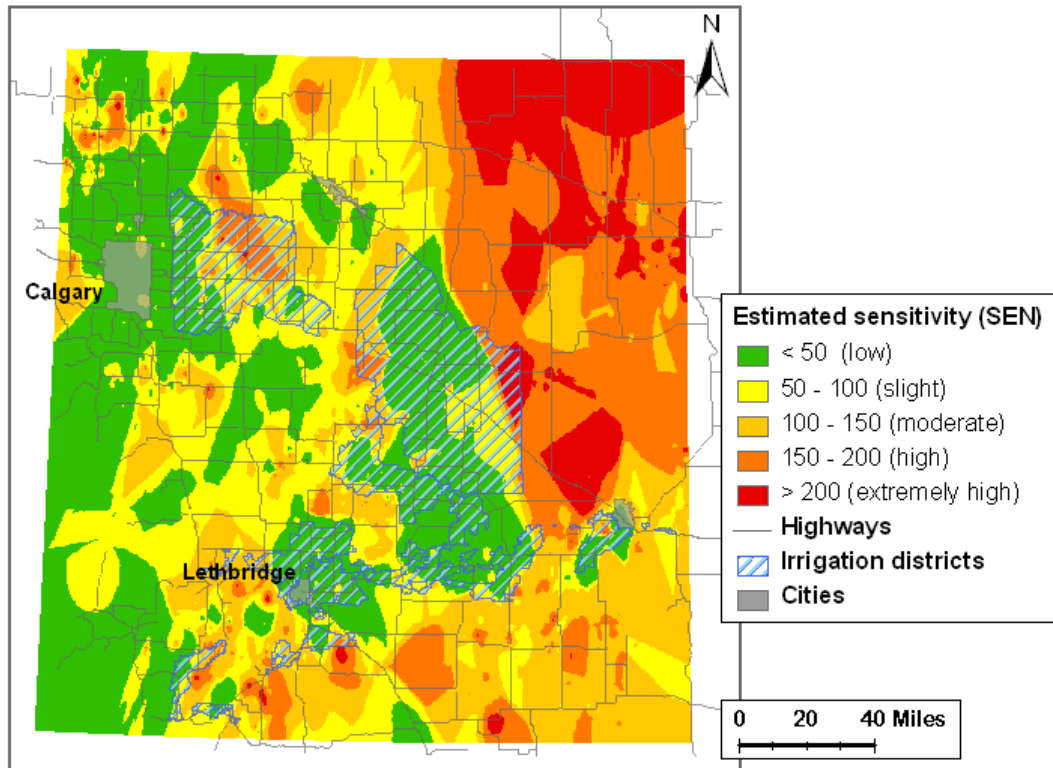 N
Calgary
Lethbridge
Estimated sensitivity (SEN)
< 50 (low)
50 - 100 (slight)
100 - 150 (moderate)
150 - 200 (high)
> 200 (extremely high)
Highways
Irrigation districts
Cities
0 20 40 Miles